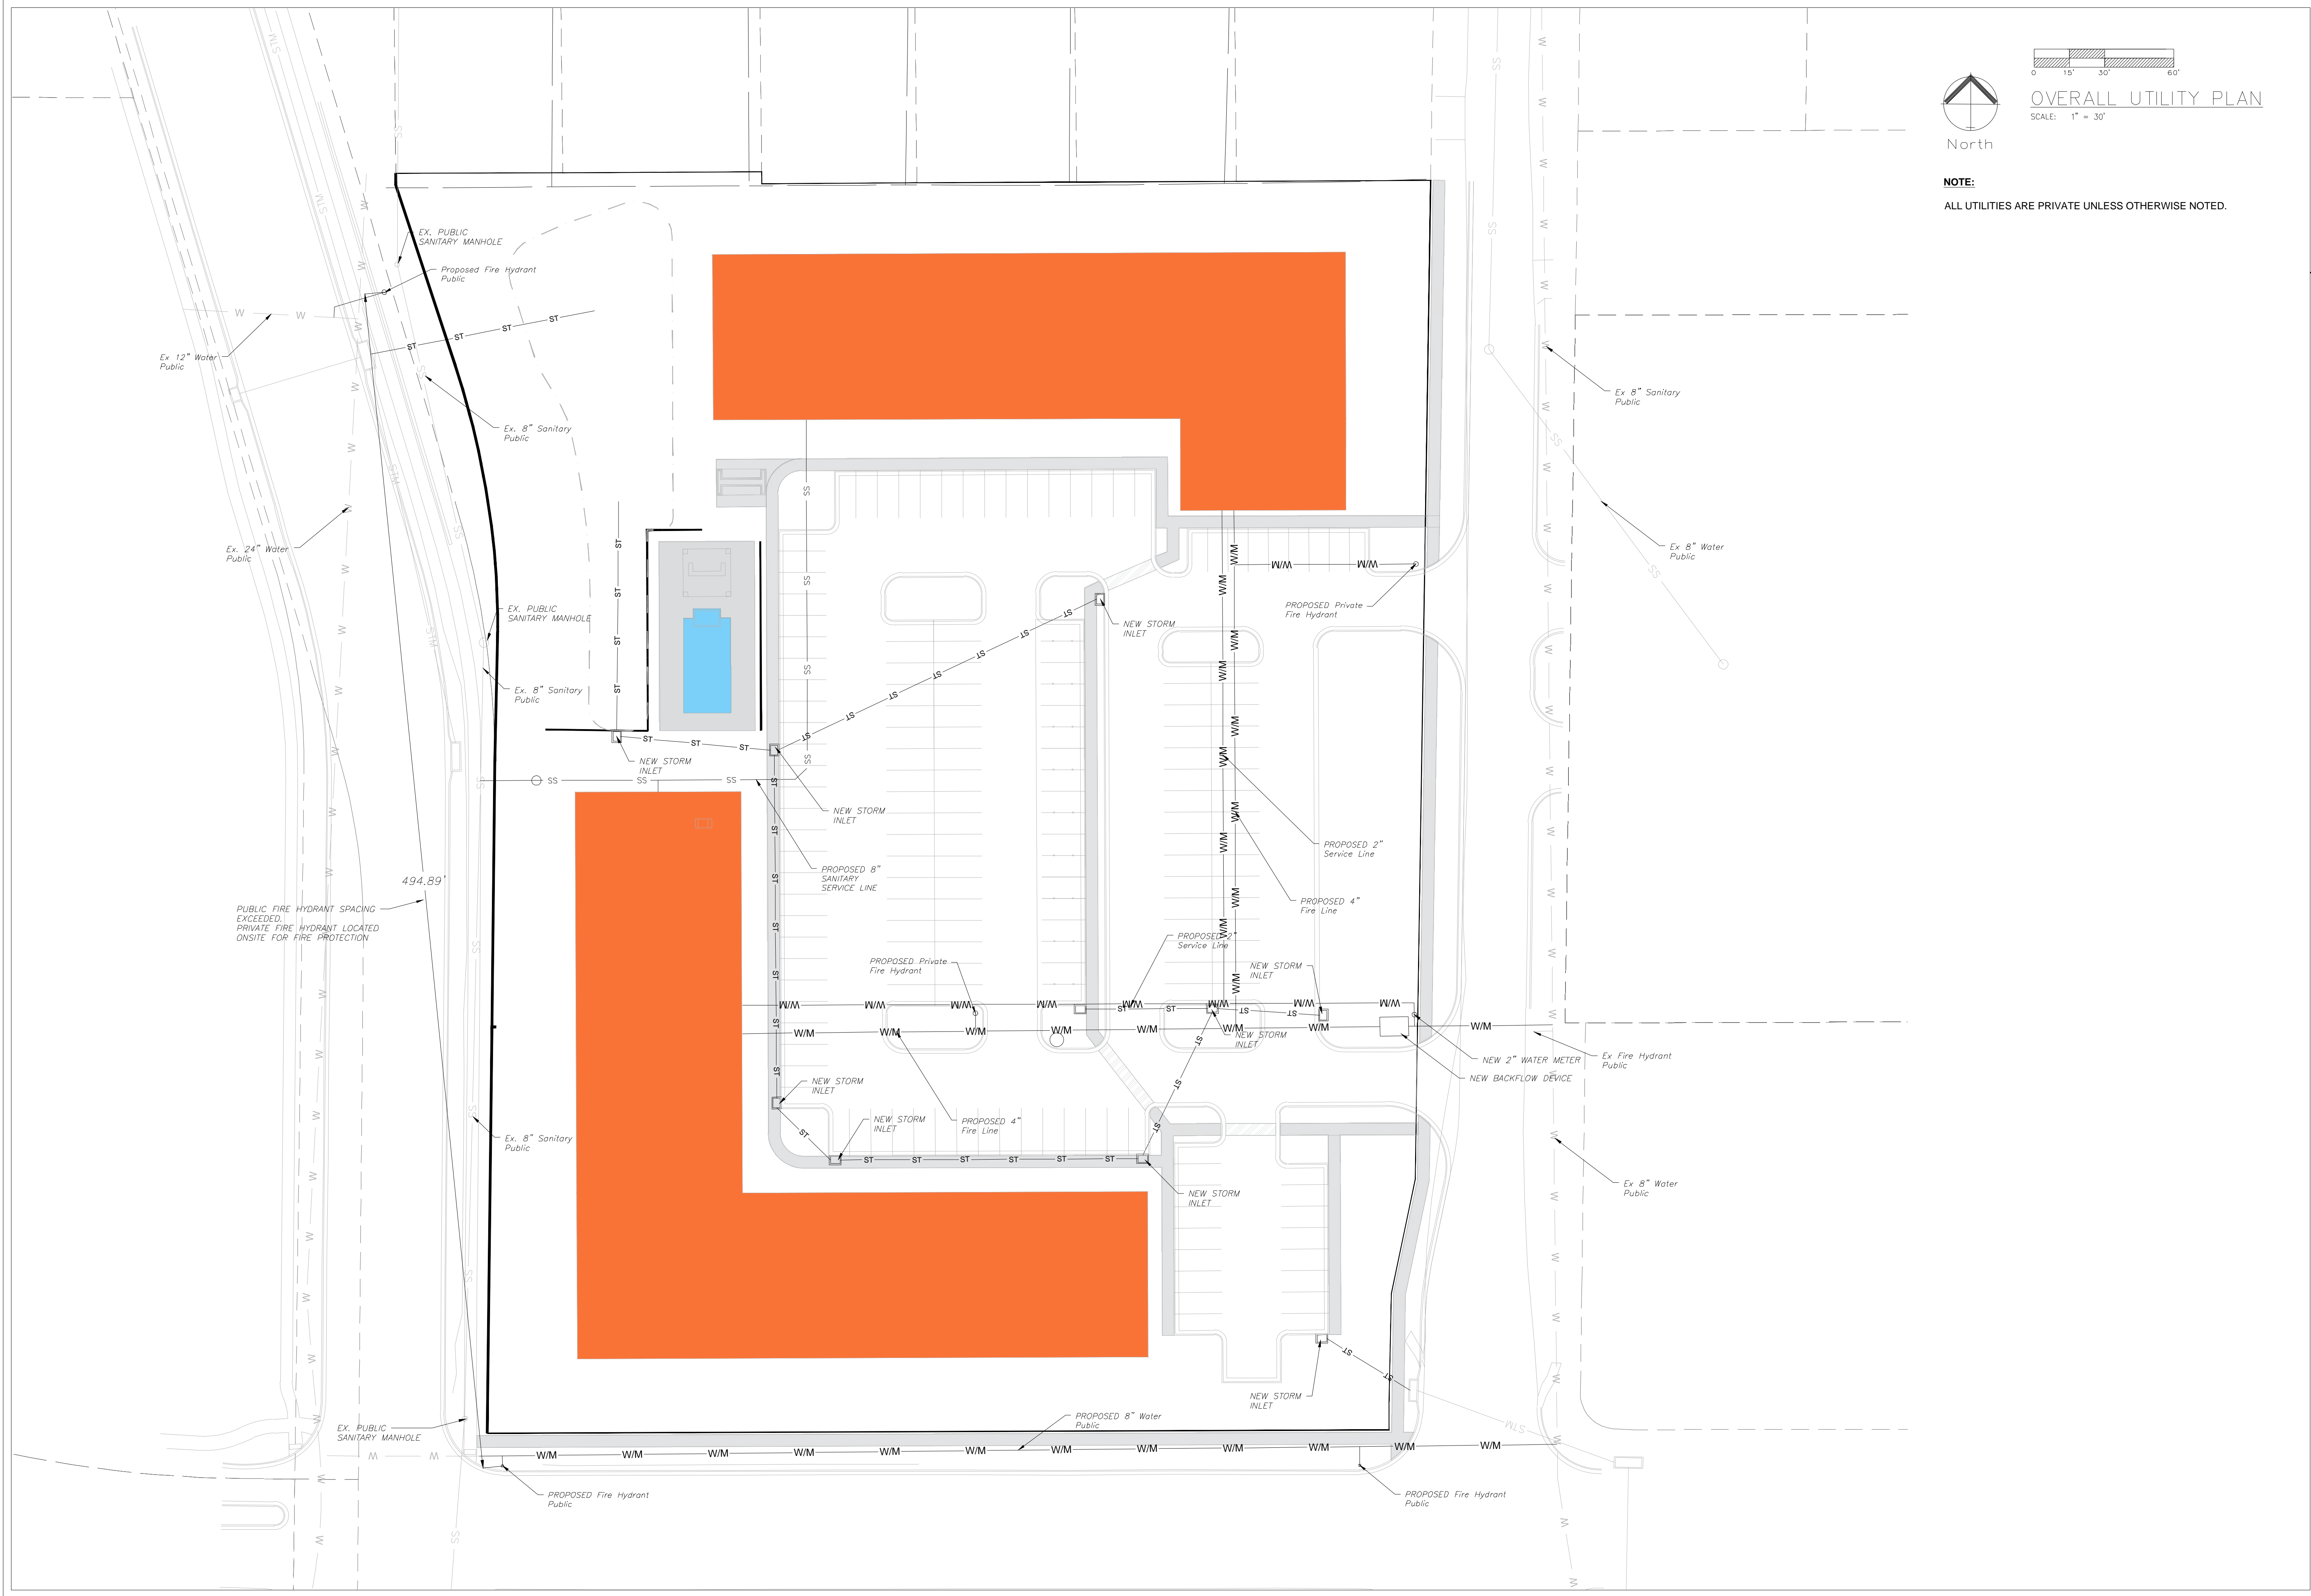 0 15' 30' 60'
OVERALL UTILITY PLAN
SCALE: 1" = 30'
North
NOTE:
ALL UTILITIES ARE PRIVATE UNLESS OTHERWISE NOTED.
EX. PUBLIC
SANITARY MANHOLE
Proposed Fire Hydrant
Public
Ex 12" Water
Public
Ex. 8" Sanitary
Public
Ex 8" Sanitary
Public
Ex. 24" Water
Public
Ex 8" Water
Public
EX. PUBLIC
SANITARY MANHOLE
PROPOSED Private
Fire Hydrant
NEW STORM
INLET
Ex. 8" Sanitary
Public
NEW STORM
INLET
NEW STORM
INLET
PROPOSED 2"
Service Line
PROPOSED 8"
SANITARY
SERVICE LINE
494.89'
PUBLIC FIRE HYDRANT SPACING
EXCEEDED.
PRIVATE FIRE HYDRANT LOCATED
ONSITE FOR FIRE PROTECTION
PROPOSED 4"
Fire Line
PROPOSED 2"
Service Line
PROPOSED Private
Fire Hydrant
NEW STORM
INLET
NEW STORM
INLET
NEW 2" WATER METER
Ex Fire Hydrant
Public
NEW BACKFLOW DEVICE
NEW STORM
INLET
NEW STORM
INLET
PROPOSED 4"
Fire Line
Ex. 8" Sanitary
Public
NEW STORM
INLET
Ex 8" Water
Public
NEW STORM
INLET
EX. PUBLIC
SANITARY MANHOLE
PROPOSED 8" Water
Public
W/M W/M W/M W/M W/M W/M W/M W/M W/M W/M W/M W/M
PROPOSED Fire Hydrant
Public
PROPOSED Fire Hydrant
Public